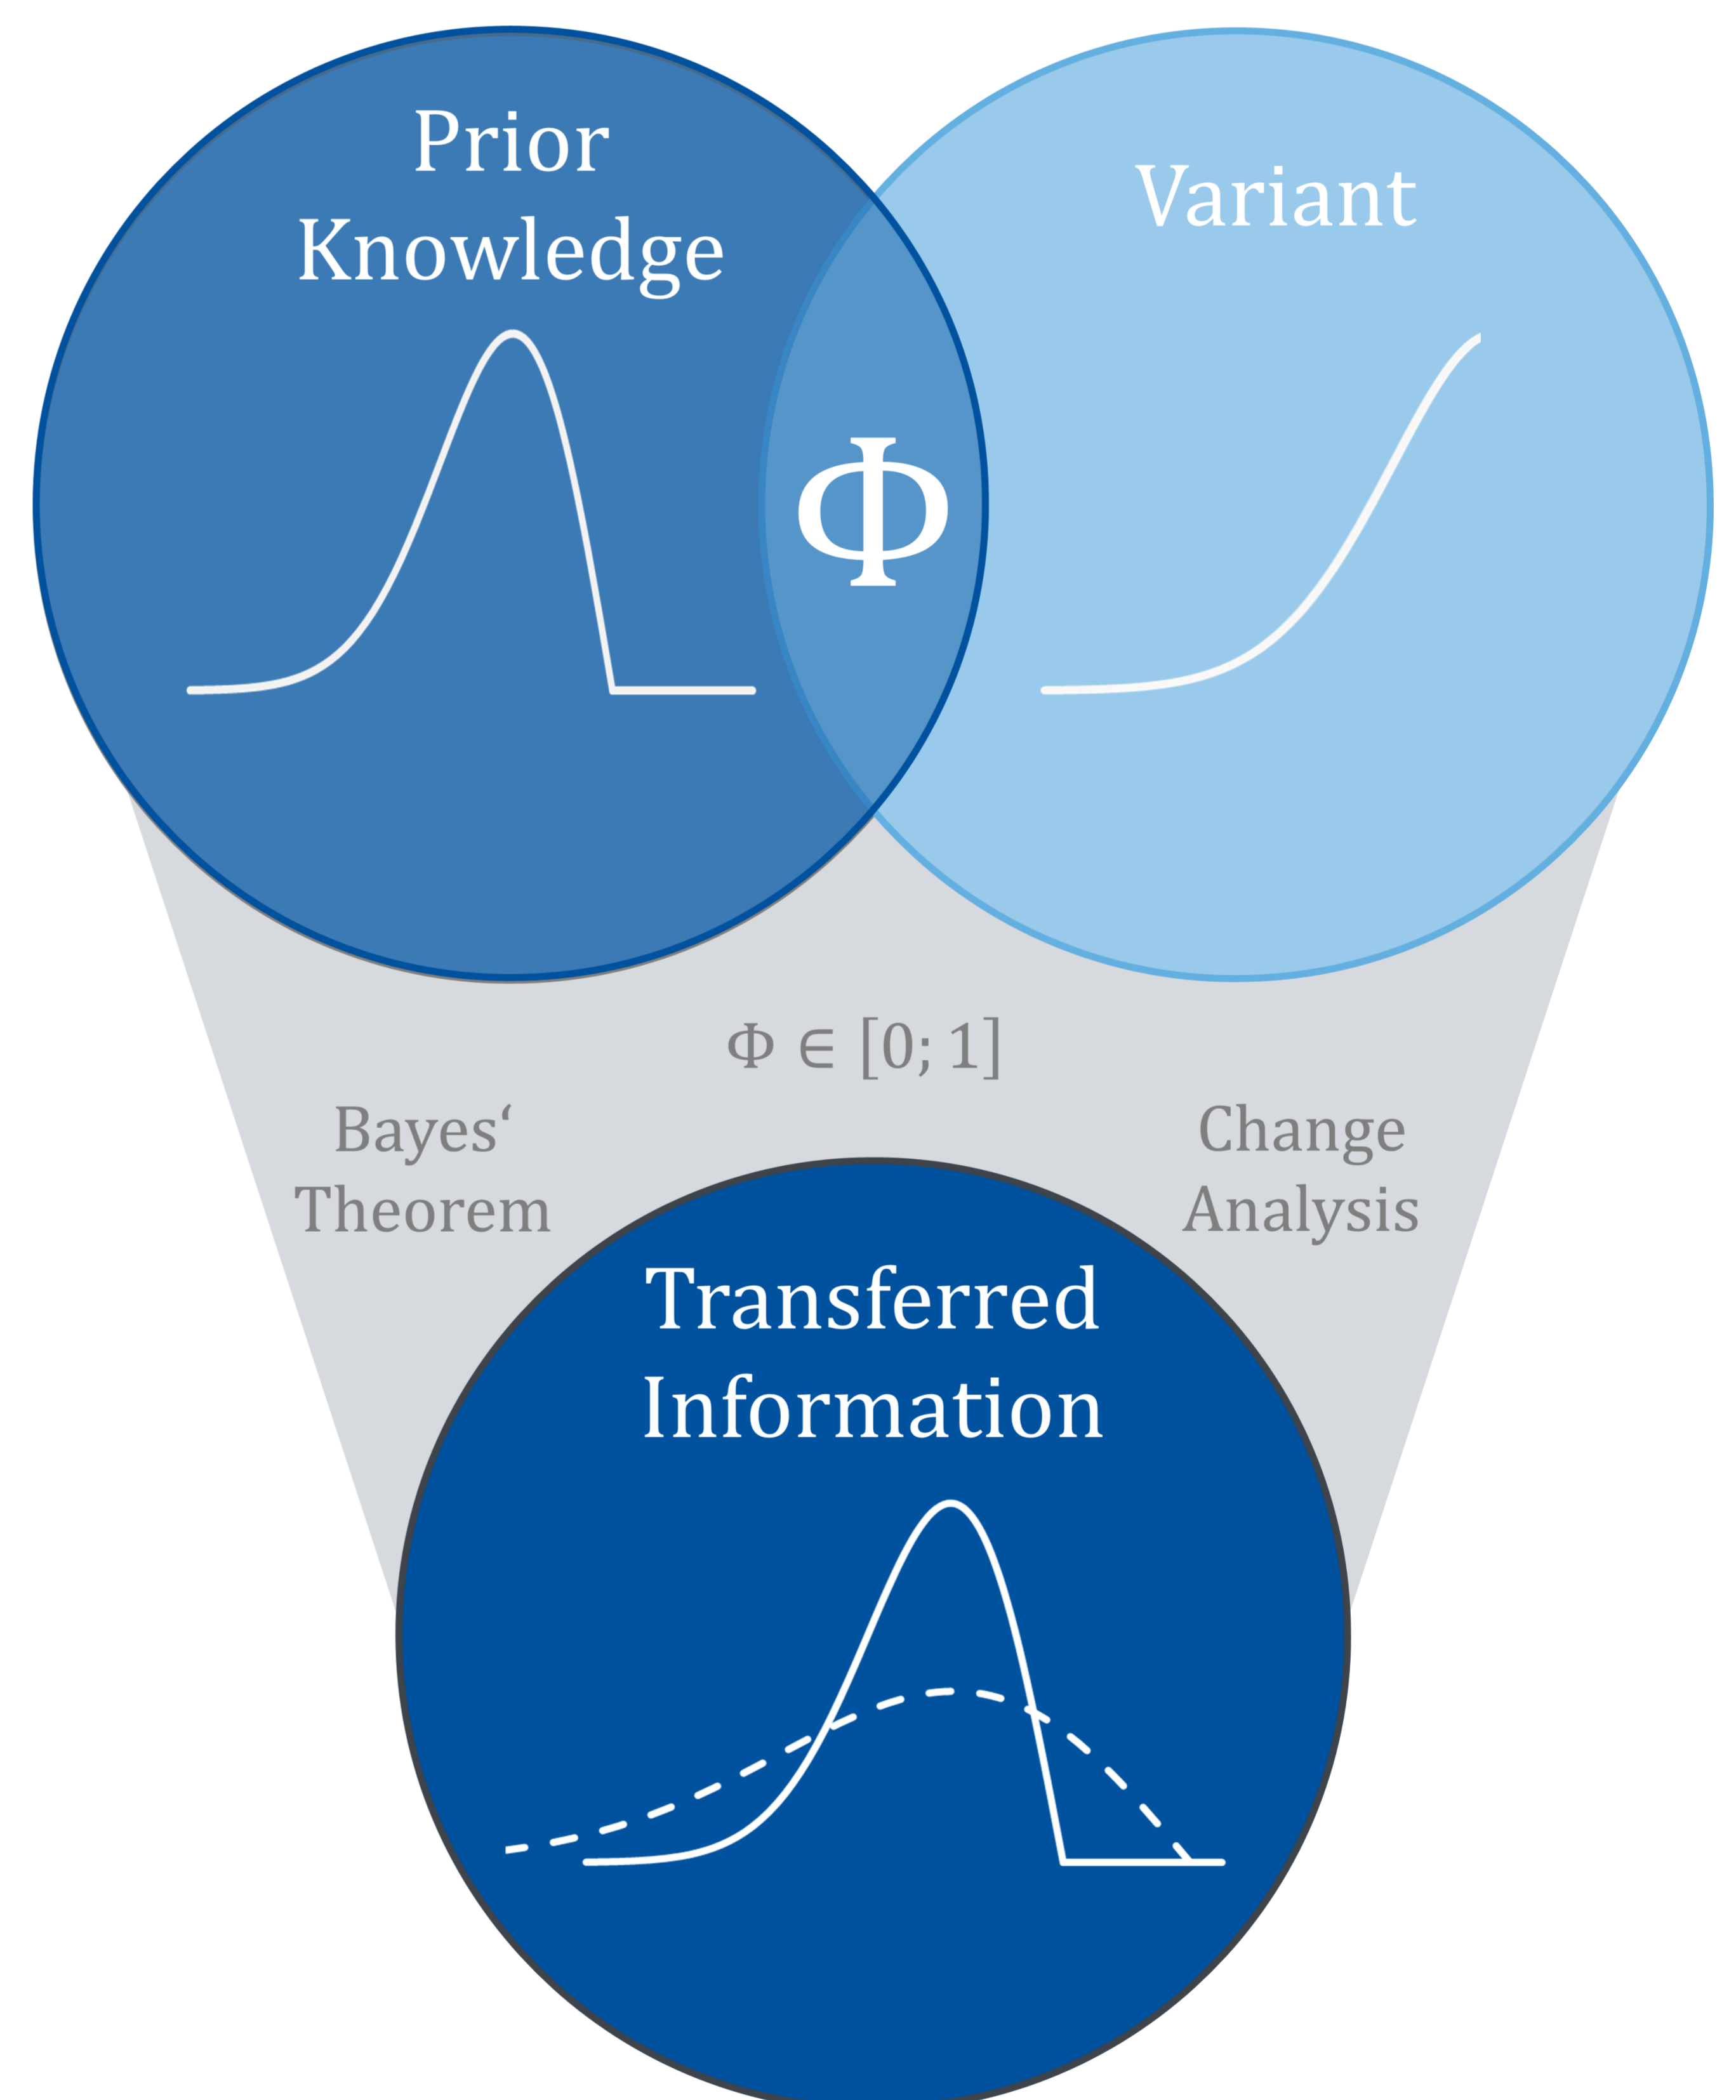 Prior
Knowledge
Variant
Φ
Φ ∈ [0; 1]
Bayes‘
Theorem
Change
Analysis
Transferred
Information